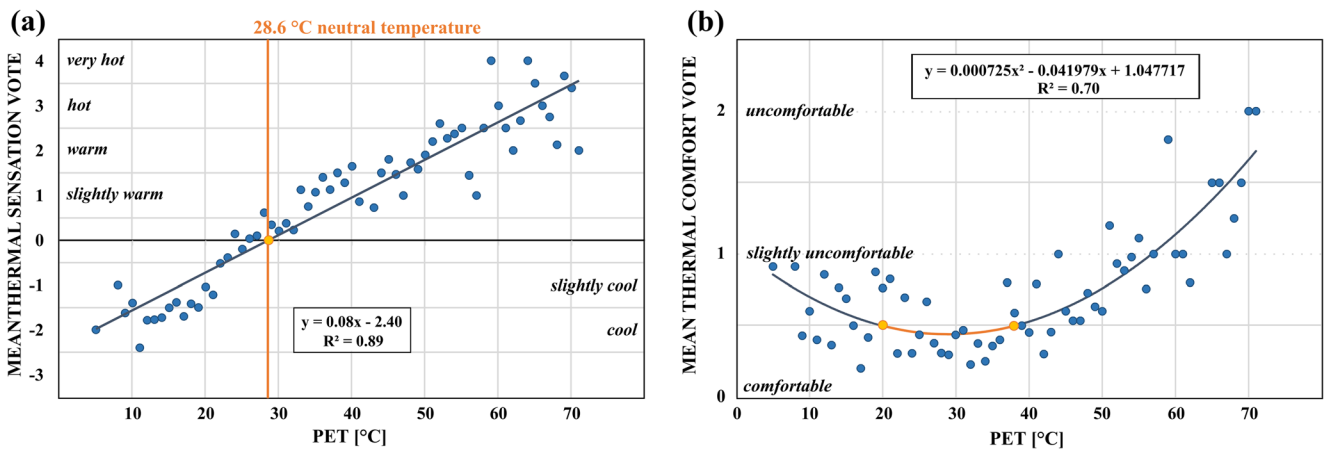 (a)
28.6 °C neutral temperature
MEANTHERMAL SENSATION VOTE
4
3
2
1
0
-1
-2
-3
very hot
hot
warm
slightly warm
slightly cool
cool
y = 0.08x - 2.40
R² = 0.89
10 20 30 40 50 60 70
PET [°C]
(b)
MEAN THERMAL COMFORT VOTE
2
1
0
y = 0.000725x² - 0.041979x + 1.047717
R² = 0.70
uncomfortable
slightly uncomfortable
comfortable
0 10 20 30 40 50 60 70
PET [°C]